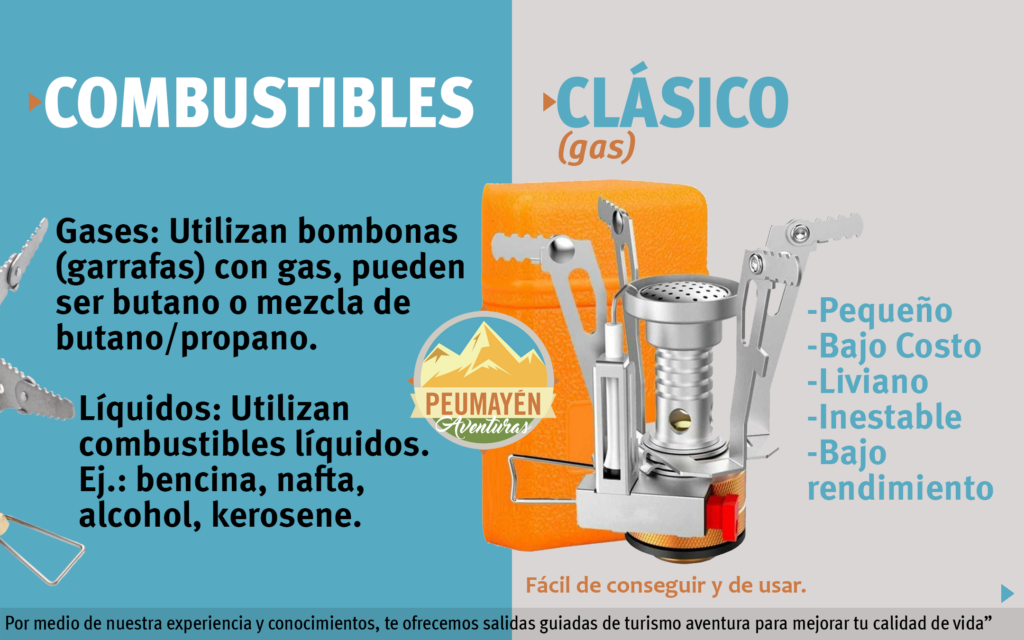 COMBUSTIBLES
Gases: Utilizan bombonas
(garrafas) con gas, pueden
ser butano o mezcla de
butano/propano.
Líquidos: Utilizan
combustibles líquidos.
Ej.: bencina, nafta,
alcohol, kerosene.
PEUMAYÉN
Aventuras
CLÁSICO
(gas)
-Pequeño
-Bajo Costo
-Liviano
-Inestable
-Bajo
rendimiento
Fácil de conseguir y de usar.
Por medio de nuestra experiencia y conocimientos, te ofrecemos salidas guiadas de turismo aventura para mejorar tu calidad de vida”